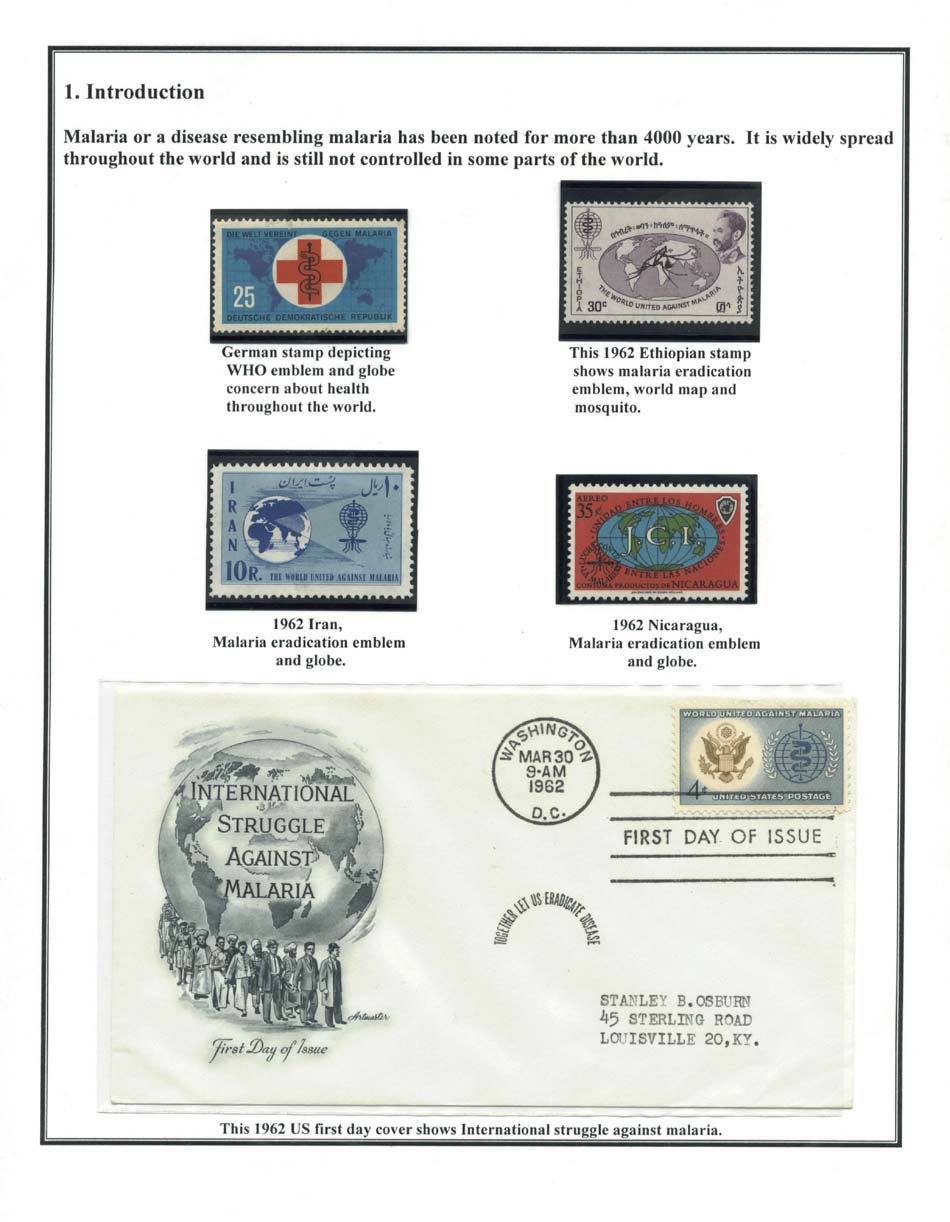 1. Introduction
Malaria or a disease resembling malaria has been noted for more than 4000 years. It is widely spread
throughout the world and is still not controlled in some parts of the world.
DIE WELT VEREINT GEGEN MALARIA
25
DEUTSCHE DEMOKRATISCHE REPUBLIK
German stamp depicting
WHO emblem and globe
concern about health
throughout the world.
ETHIOPIA
30c
THE WORLD UNITED AGAINST MALARIA
ኢትዮጵያ
This 1962 Ethiopian stamp
shows malaria eradication
emblem, world map and
mosquito.
IRAN
پست ایران
۱۰ ریال
10 R. THE WORLD UNITED AGAINST MALARIA
1962 Iran,
Malaria eradication emblem
and globe.
AEREO
35
UNIDAD ENTRE LOS HOMBRES
J.C.I.
ENTRE LAS NACIONES
CONSUMA PRODUCTOS DE NICARAGUA
1962 Nicaragua,
Malaria eradication emblem
and globe.
INTERNATIONAL
STRUGGLE
AGAINST
MALARIA
Artmaster
First Day of Issue
WASHINGTON
MAR 30
9-AM
1962
D.C.
WORLD UNITED AGAINST MALARIA
4¢
UNITED STATES POSTAGE
FIRST DAY OF ISSUE
TOGETHER LET US ERADICATE DISEASE
STANLEY B. OSBURN
45 STERLING ROAD
LOUISVILLE 20, KY.
This 1962 US first day cover shows International struggle against malaria.